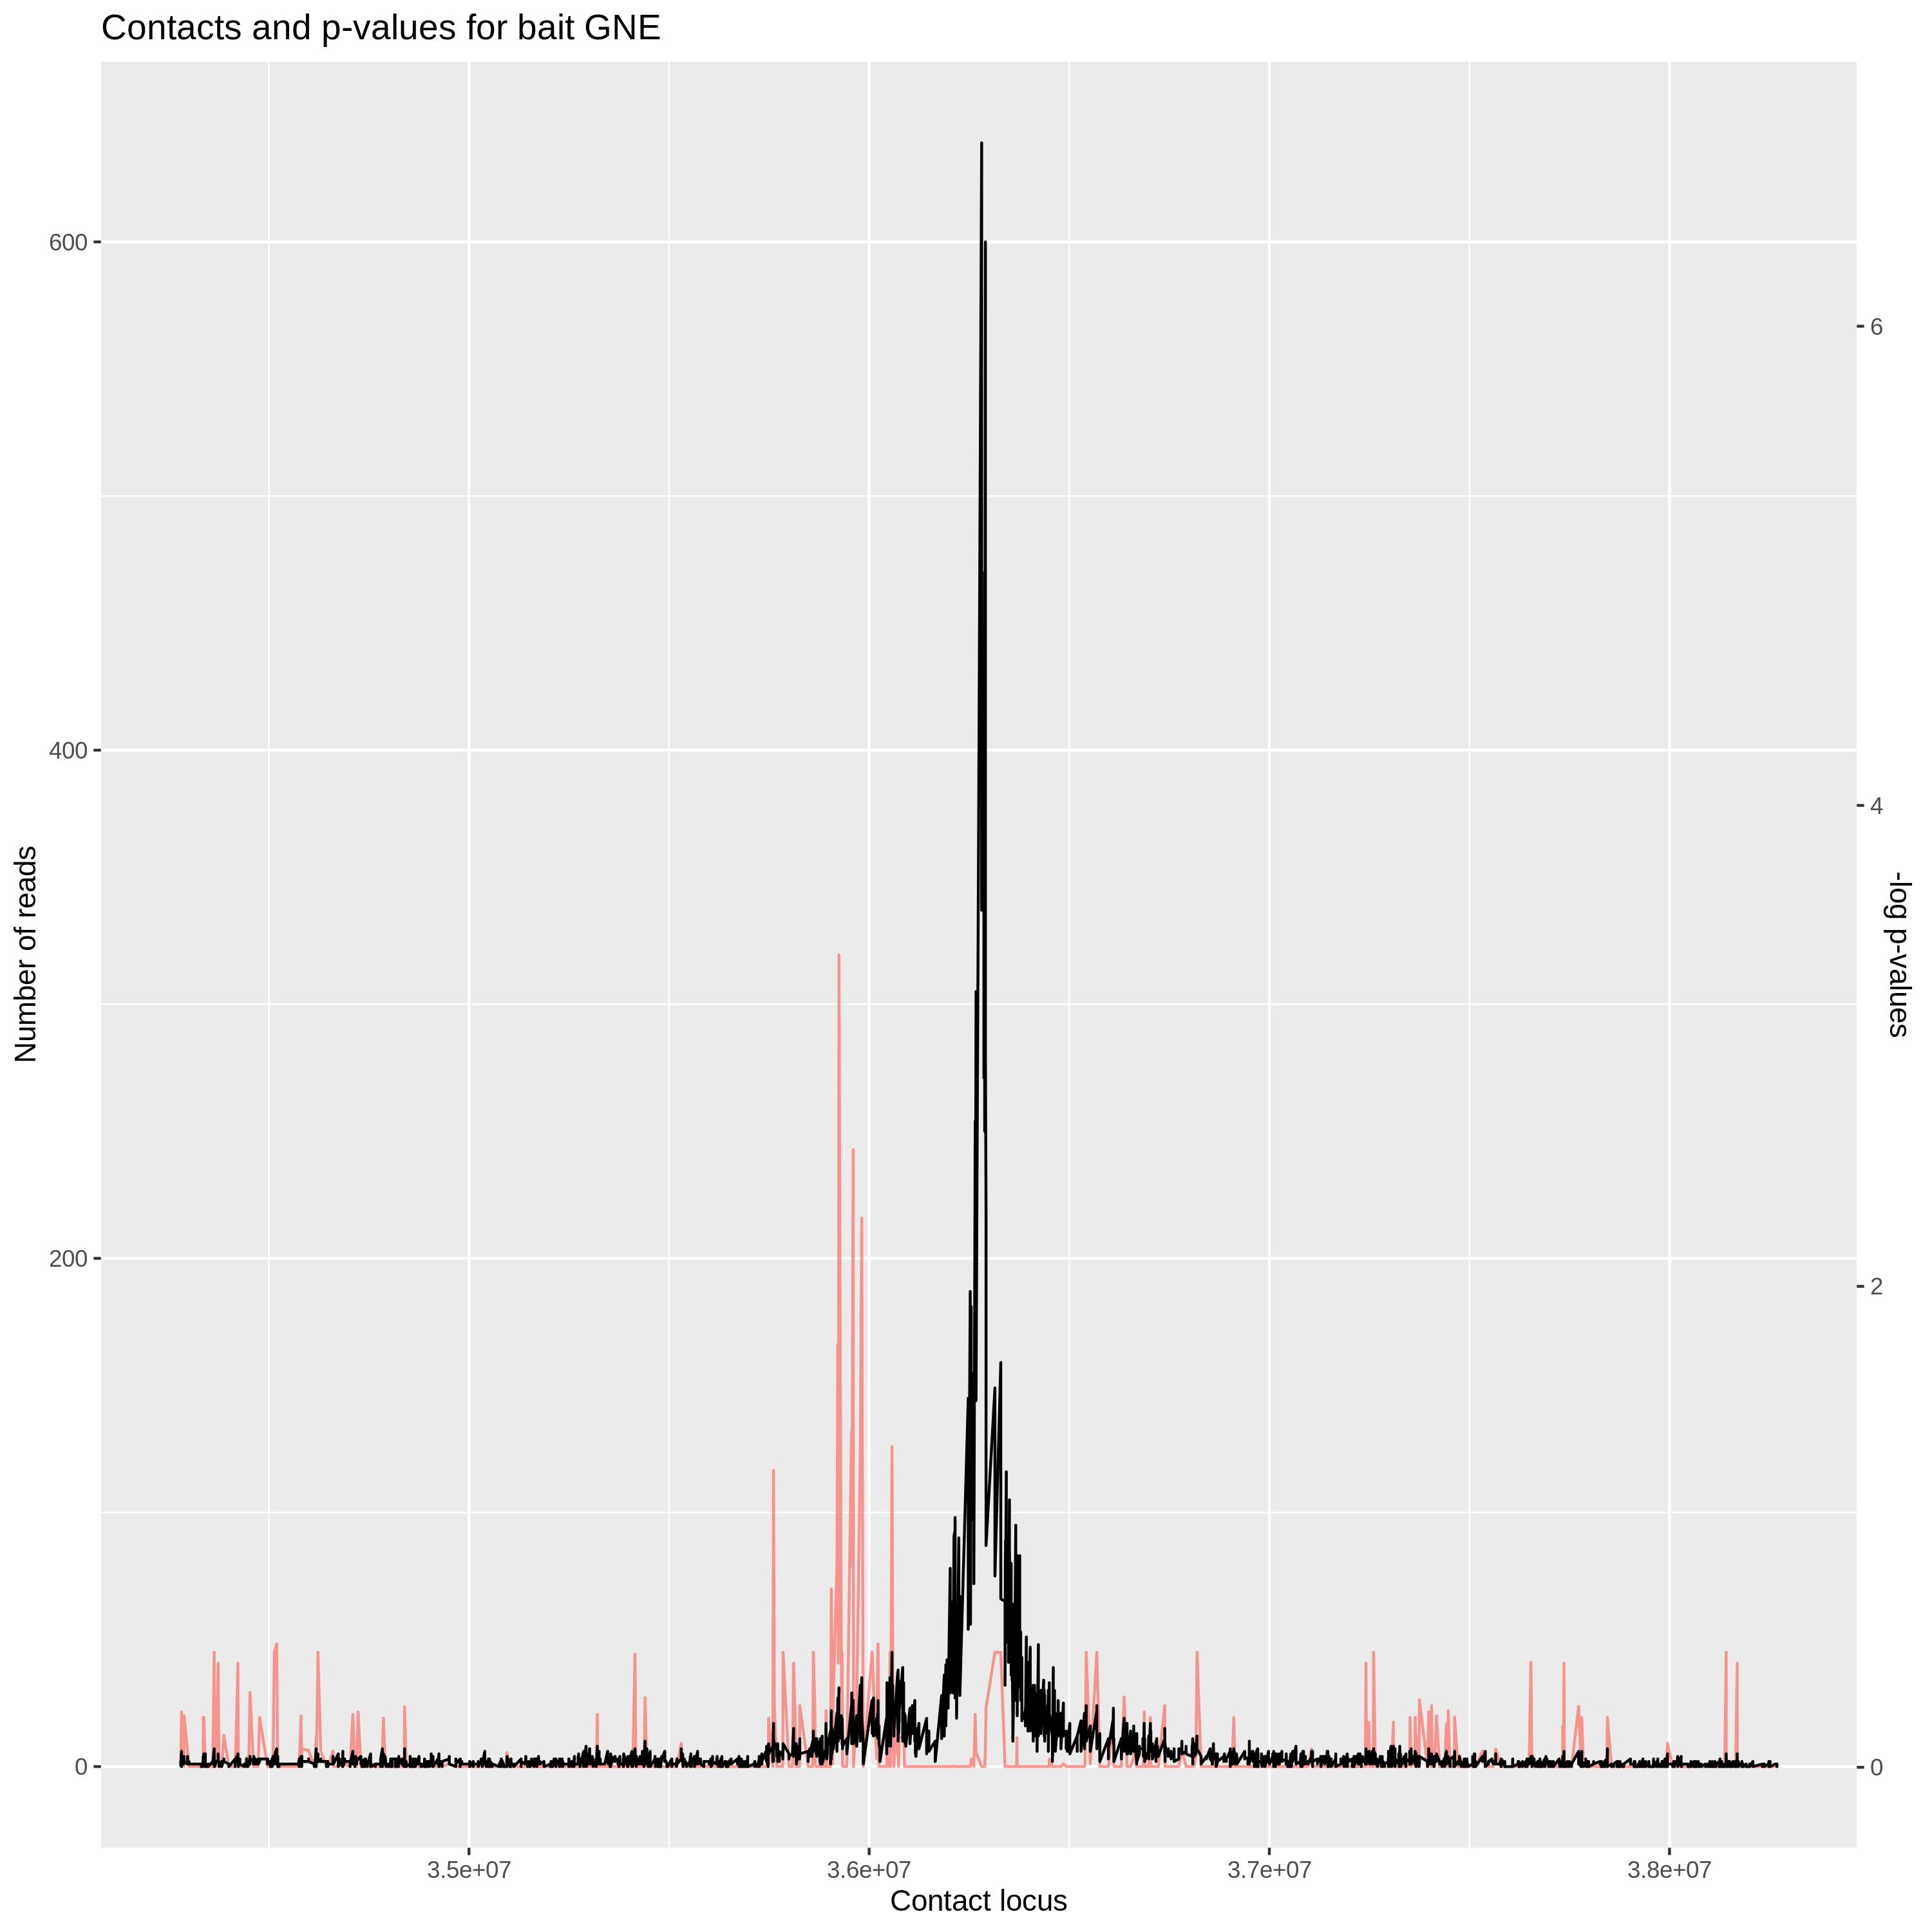 Contacts and p-values for bait GNE
600
400
200
0
6
4
2
0
Number of reads
-log p-values
3.5e+07 3.6e+07 3.7e+07 3.8e+07
Contact locus